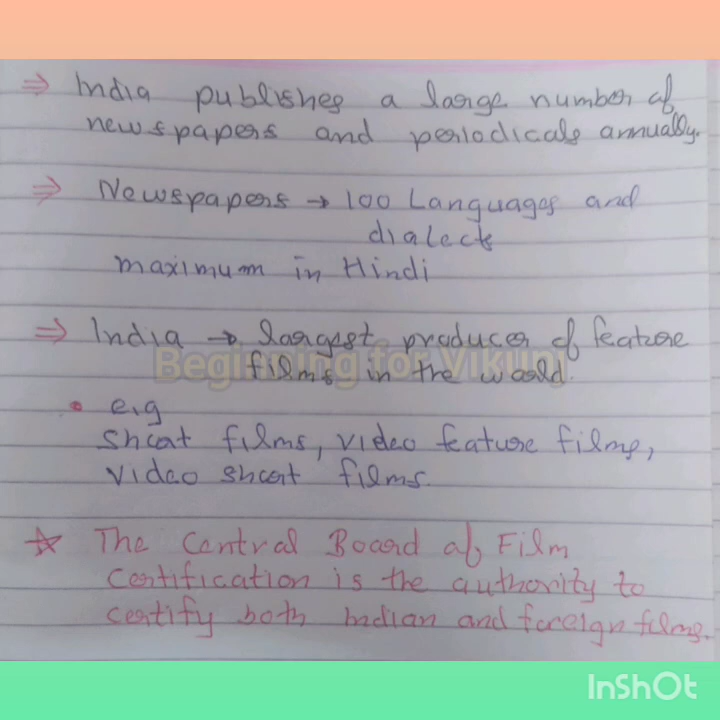 ⇒ India publishes a large number of
newspapers and periodicals annually.
⇒ Newspapers → 100 Languages and
dialects
maximum in Hindi
⇒ India → largest producer of feature
films in the world.
Beginning for Vikunj
• e.g
short films, video feature films,
video short films.
☆ The Central Board of Film
Certification is the authority to
certify both Indian and foreign films.
InShOt